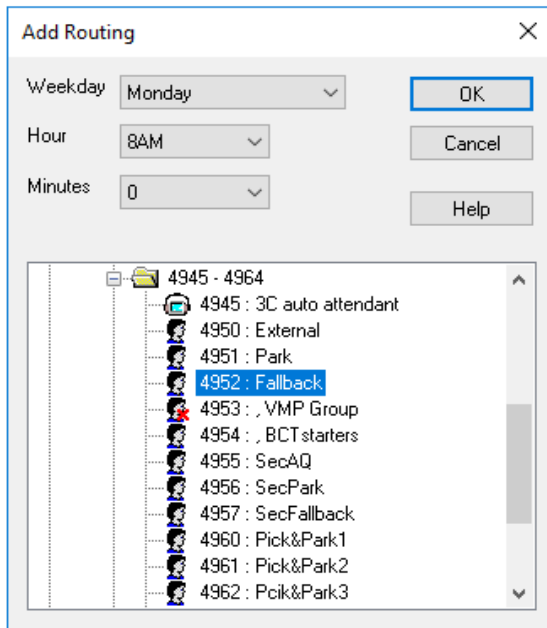 Add Routing
Weekday Monday OK
Hour 8AM Cancel
Minutes 0
Help
4945 - 4964
4945 : 3C auto attendant
4950 : External
4951 : Park
4952 : Fallback
4953 : , VMP Group
4954 : , BCTstarters
4955 : SecAQ
4956 : SecPark
4957 : SecFallback
4960 : Pick&Park1
4961 : Pick&Park2
4962 : Pcik&Park3